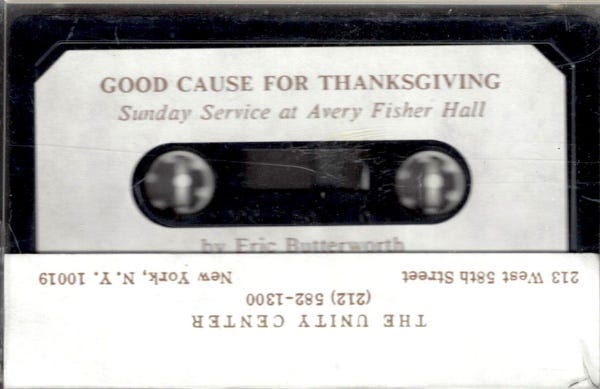 GOOD CAUSE FOR THANKSGIVING
Sunday Service at Avery Fisher Hall
by Eric Butterworth
THE UNITY CENTER
(212) 582-1300
213 West 58th Street New York, N.Y. 10019